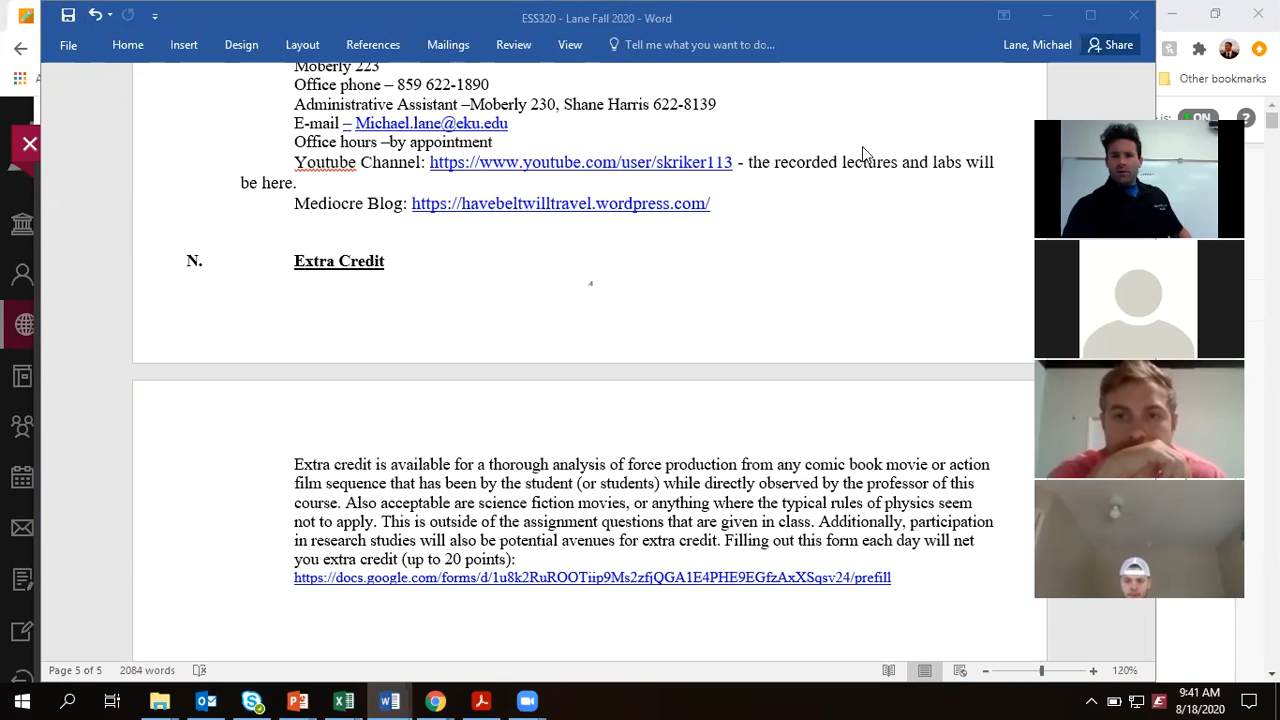 ESS320 - Lane Fall 2020 - Word
File Home Insert Design Layout References Mailings Review View Tell me what you want to do... Lane, Michael Share
Other bookmarks
ON
Moberly 223
Office phone – 859 622-1890
Administrative Assistant –Moberly 230, Shane Harris 622-8139
E-mail – Michael.lane@eku.edu
Office hours –by appointment
Youtube Channel: https://www.youtube.com/user/skriker113 - the recorded lectures and labs will
be here.
Mediocre Blog: https://havebeltwilltravel.wordpress.com/
N. Extra Credit
4
Extra credit is available for a thorough analysis of force production from any comic book movie or action
film sequence that has been by the student (or students) while directly observed by the professor of this
course. Also acceptable are science fiction movies, or anything where the typical rules of physics seem
not to apply. This is outside of the assignment questions that are given in class. Additionally, participation
in research studies will also be potential avenues for extra credit. Filling out this form each day will net
you extra credit (up to 20 points):
https://docs.google.com/forms/d/1u8k2RuROOTiip9Ms2zfjQGA1E4PHE9EGfzAxXSqsv24/prefill
Page 5 of 5 2084 words 120%
9:41 AM
8/18/2020